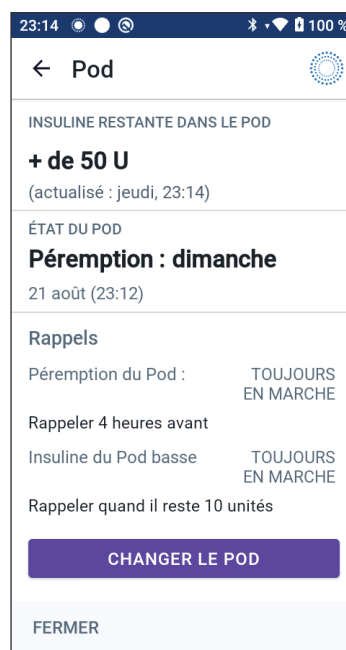 23:14 100 %
Pod
INSULINE RESTANTE DANS LE POD
+ de 50 U
(actualisé : jeudi, 23:14)
ÉTAT DU POD
Péremption : dimanche
21 août (23:12)
Rappels
Péremption du Pod : TOUJOURS
EN MARCHE
Rappeler 4 heures avant
Insuline du Pod basse TOUJOURS
EN MARCHE
Rappeler quand il reste 10 unités
CHANGER LE POD
FERMER